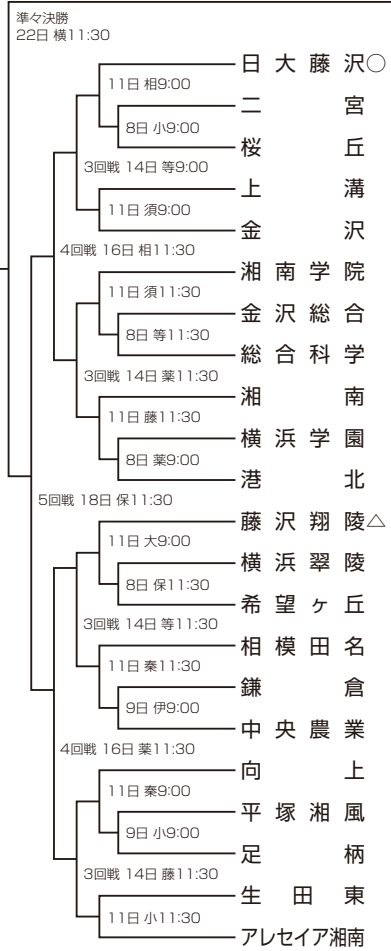 準々決勝
22日 横11:30
日大藤沢○
11日 相9:00
二宮
8日 小9:00
桜丘
3回戦 14日 等9:00
上溝
11日 須9:00
金沢
4回戦 16日 相11:30
湘南学院
11日 須11:30
金沢総合
8日 等11:30
総合科学
3回戦 14日 薬11:30
湘南
11日 藤11:30
横浜学園
8日 薬9:00
港北
5回戦 18日 保11:30
藤沢翔陵△
11日 大9:00
横浜翠陵
8日 保11:30
希望ヶ丘
3回戦 14日 等11:30
相模田名
11日 秦11:30
鎌倉
9日 伊9:00
中央農業
4回戦 16日 薬11:30
向上
11日 秦9:00
平塚湘風
9日 小9:00
足柄
3回戦 14日 藤11:30
生田東
11日 小11:30
アレセイア湘南